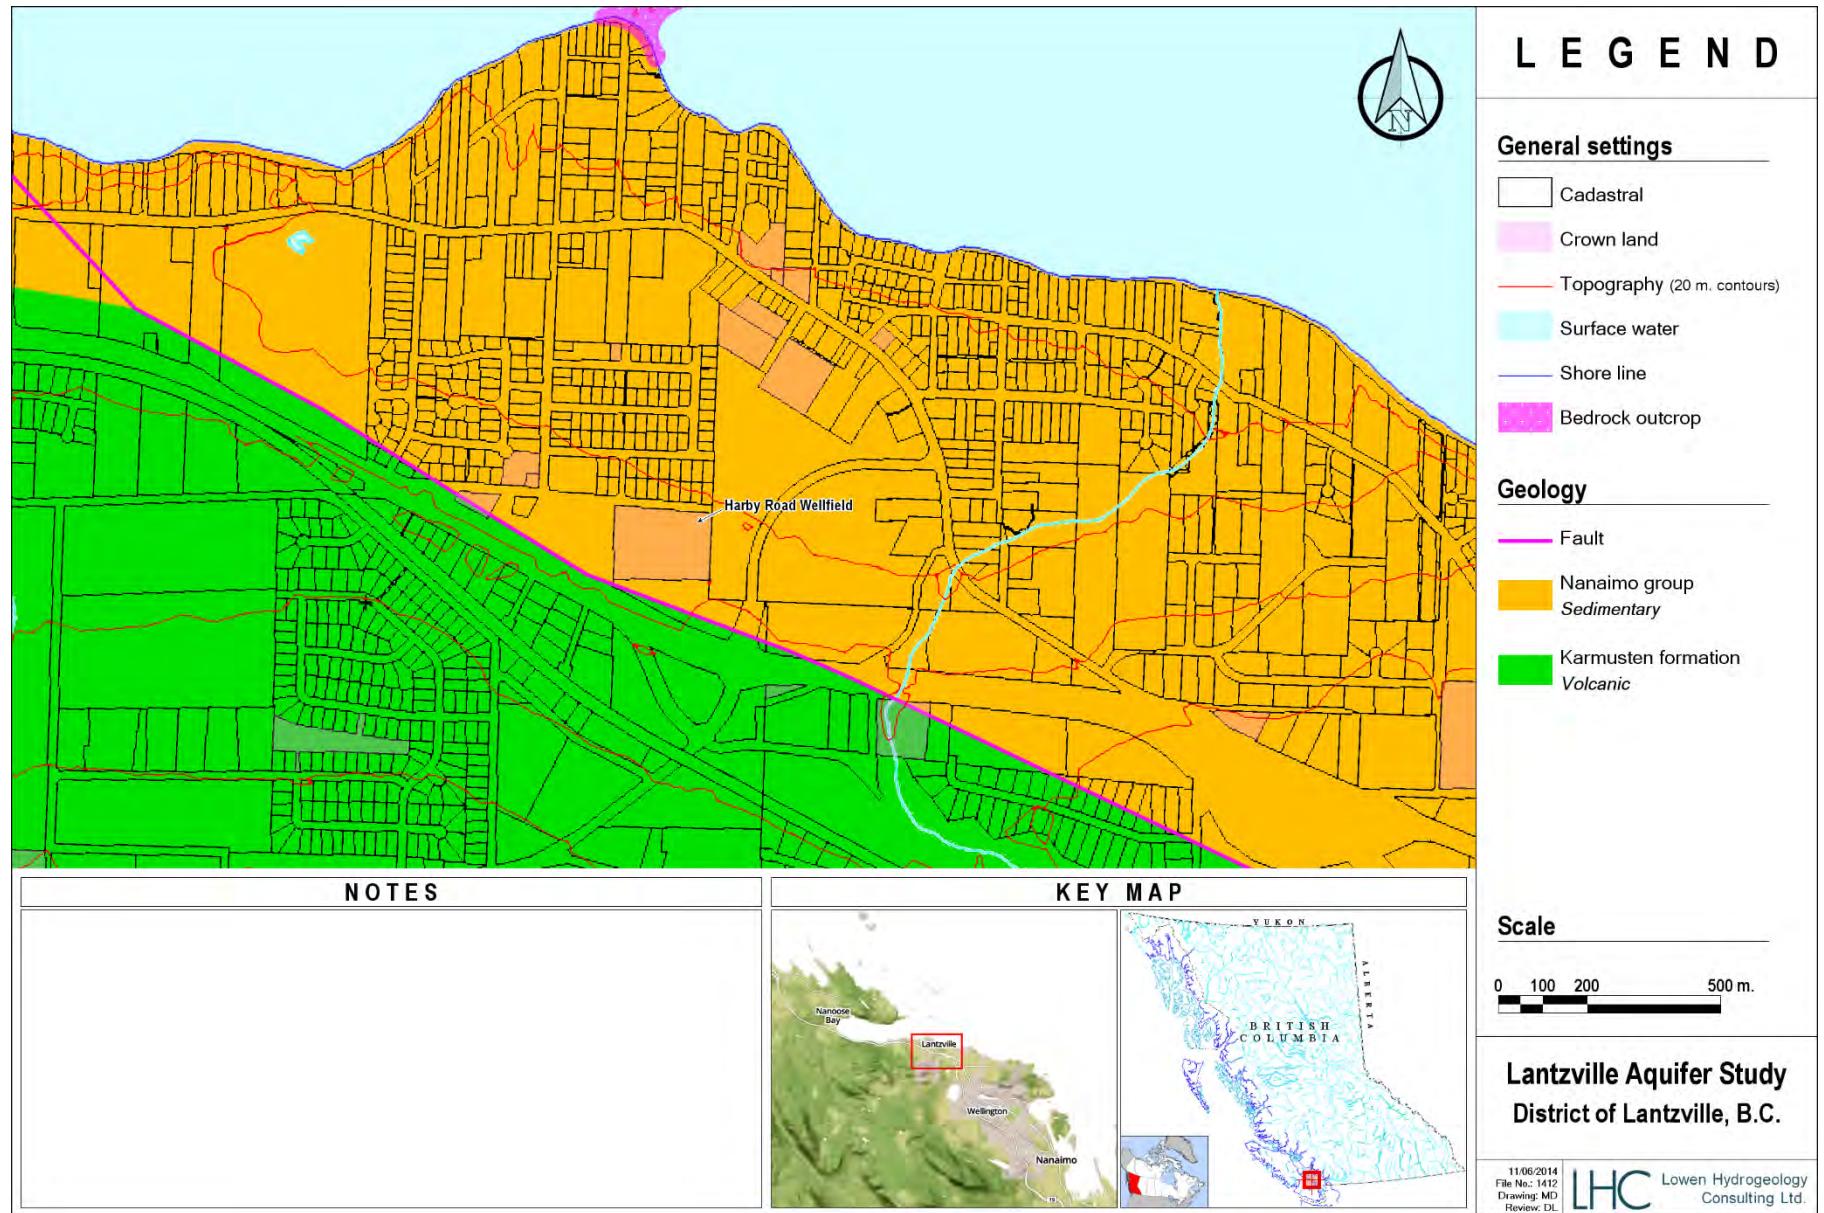 LEGEND
General settings
Cadastral
Crown land
Topography (20 m. contours)
Surface water
Shore line
Bedrock outcrop
Geology
Fault
Nanaimo group
Sedimentary
Karmusten formation
Volcanic
Scale
0 100 200 500 m.
Lantzville Aquifer Study
District of Lantzville, B.C.
11/06/2014
File No.: 1412
Drawing: MD
Review: DL
LHC
Lowen Hydrogeology
Consulting Ltd.
N
Harby Road Wellfield
NOTES
KEY MAP
Nanoose
Bay
Lantzville
Wellington
Nanaimo
19
YUKON
ALBERTA
BRITISH
COLUMBIA